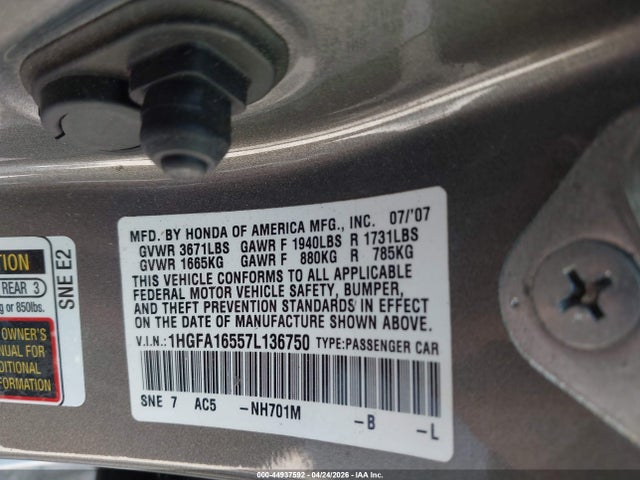 MFD. BY HONDA OF AMERICA MFG., INC. 07/'07
GVWR 3671LBS GAWR F 1940LBS R 1731LBS
GVWR 1665KG GAWR F 880KG R 785KG
THIS VEHICLE CONFORMS TO ALL APPLICABLE
FEDERAL MOTOR VEHICLE SAFETY, BUMPER,
AND THEFT PREVENTION STANDARDS IN EFFECT
ON THE DATE OF MANUFACTURE SHOWN ABOVE.
V.I.N.:1HGFA16557L136750 TYPE:PASSENGER CAR
SNE 7 AC5 -NH701M -B -L
REAR 3
g or 850lbs.
OWNER'S
FOR
SNE E2
000-44937592 - 04/24/2026 - IAA Inc.